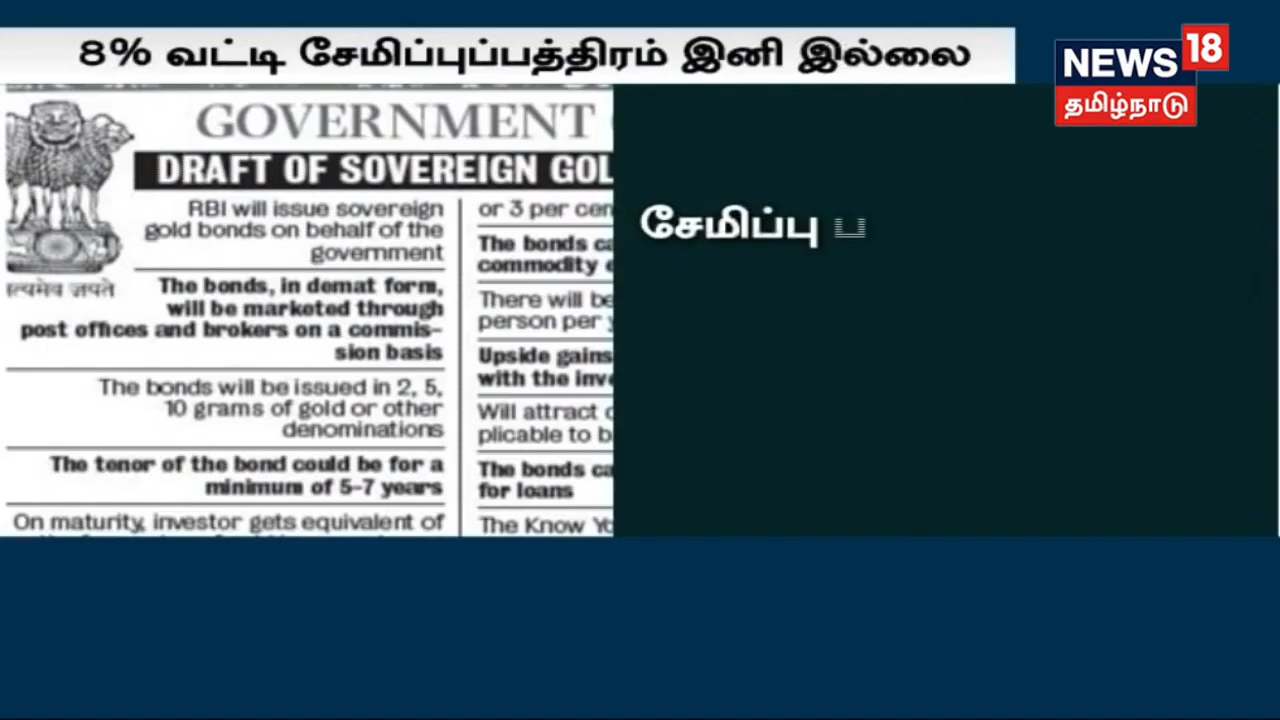 8% வட்டி சேமிப்புப்பத்திரம் இனி இல்லை
NEWS 18
தமிழ்நாடு
GOVERNMENT
DRAFT OF SOVEREIGN GOL
RBI will issue sovereign
gold bonds on behalf of the
government
The bonds, in demat form,
will be marketed through
post offices and brokers on a commis-
sion basis
The bonds will be issued in 2, 5,
10 grams of gold or other
denominations
The tenor of the bond could be for a
minimum of 5-7 years
On maturity, investor gets equivalent of
or 3 per cen
The bonds ca
commodity e
There will be
person per y
Upside gains
with the inve
Will attract c
plicable to b
The bonds ca
for loans
The Know Yo
सत्यमेव जयते
சேமிப்பு ப